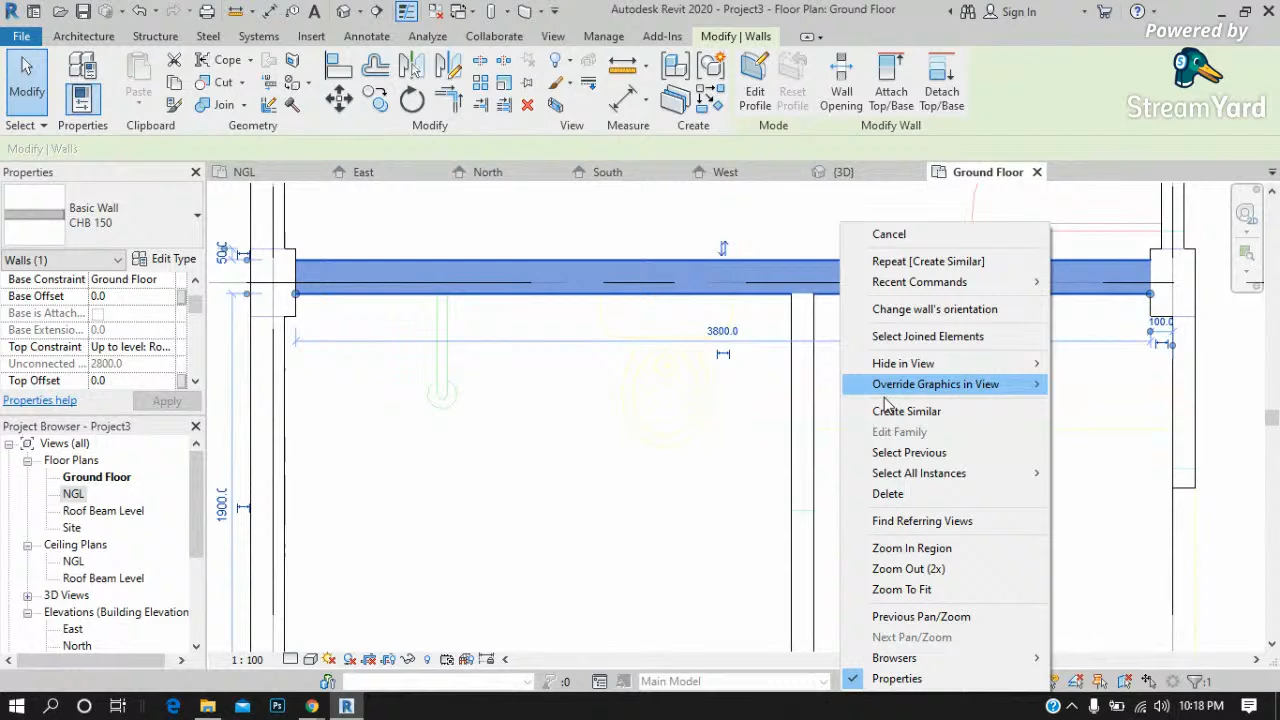 Autodesk Revit 2020 - Project3 - Floor Plan: Ground Floor
Sign In
File
Architecture
Structure
Steel
Systems
Insert
Annotate
Analyze
Collaborate
View
Manage
Add-Ins
Modify | Walls
Powered by
StreamYard
Modify
Paste
Cope
Cut
Join
Edit Profile
Reset Profile
Wall Opening
Attach Top/Base
Detach Top/Base
Select
Properties
Clipboard
Geometry
Modify
View
Measure
Create
Mode
Modify Wall
Modify | Walls
Properties
NGL
East
North
South
West
{3D}
Ground Floor
Basic Wall
CHB 150
Walls (1)
Edit Type
Base Constraint Ground Floor
Base Offset 0.0
Base is Attach...
Base Extension... 0.0
Top Constraint Up to level: Ro...
Unconnected ... 2800.0
Top Offset 0.0
Properties help
Apply
Project Browser - Project3
Views (all)
Floor Plans
Ground Floor
NGL
Roof Beam Level
Site
Ceiling Plans
NGL
Roof Beam Level
3D Views
Elevations (Building Elevation
East
North
3800.0
100.0
1900.0
2D
Cancel
Repeat [Create Similar]
Recent Commands
Change wall's orientation
Select Joined Elements
Hide in View
Override Graphics in View
Create Similar
Edit Family
Select Previous
Select All Instances
Delete
Find Referring Views
Zoom In Region
Zoom Out (2x)
Zoom To Fit
Previous Pan/Zoom
Next Pan/Zoom
Browsers
Properties
1 : 100
:0
Main Model
:1
10:18 PM